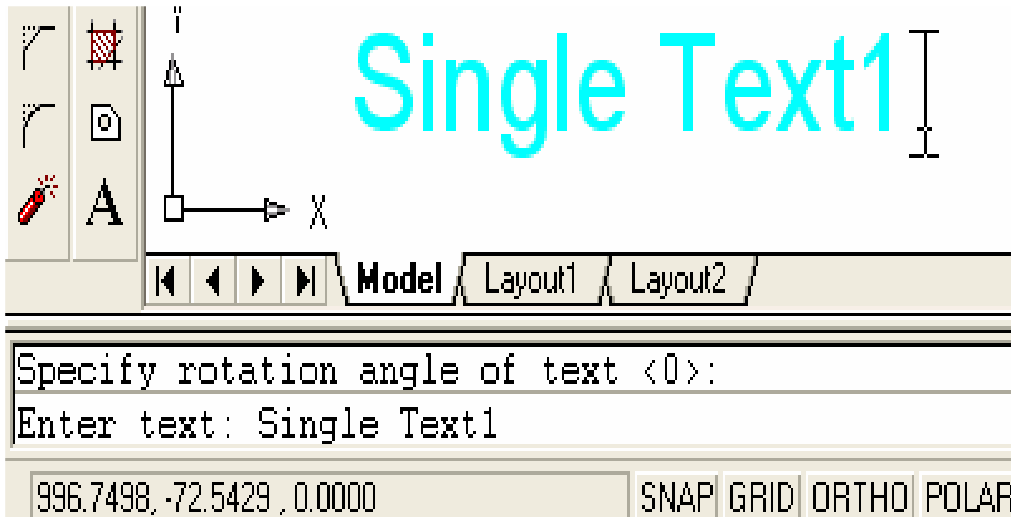 Y
Single Text1
A
X
Model Layout1 Layout2
Specify rotation angle of text <0>:
Enter text: Single Text1
996.7498, -72.5429 , 0.0000 SNAP GRID ORTHO POLAR